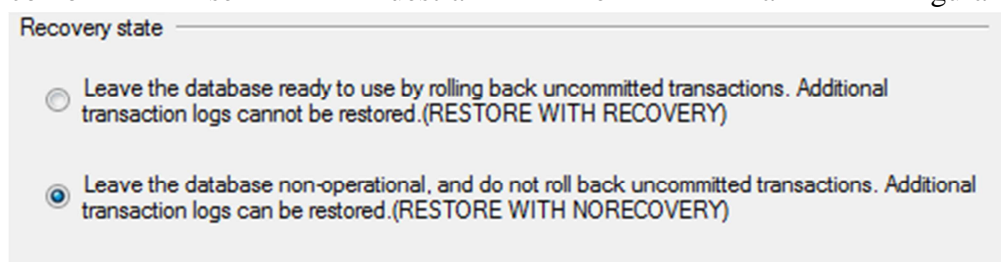 Recovery state
Leave the database ready to use by rolling back uncommitted transactions. Additional
transaction logs cannot be restored.(RESTORE WITH RECOVERY)
Leave the database non-operational, and do not roll back uncommitted transactions. Additional
transaction logs can be restored.(RESTORE WITH NORECOVERY)